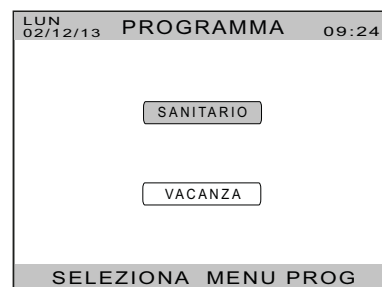 LUN
02/12/13 PROGRAMMA 09:24
SANITARIO
VACANZA
SELEZIONA MENU PROG